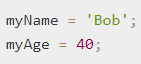 myName = 'Bob';
myAge = 40;